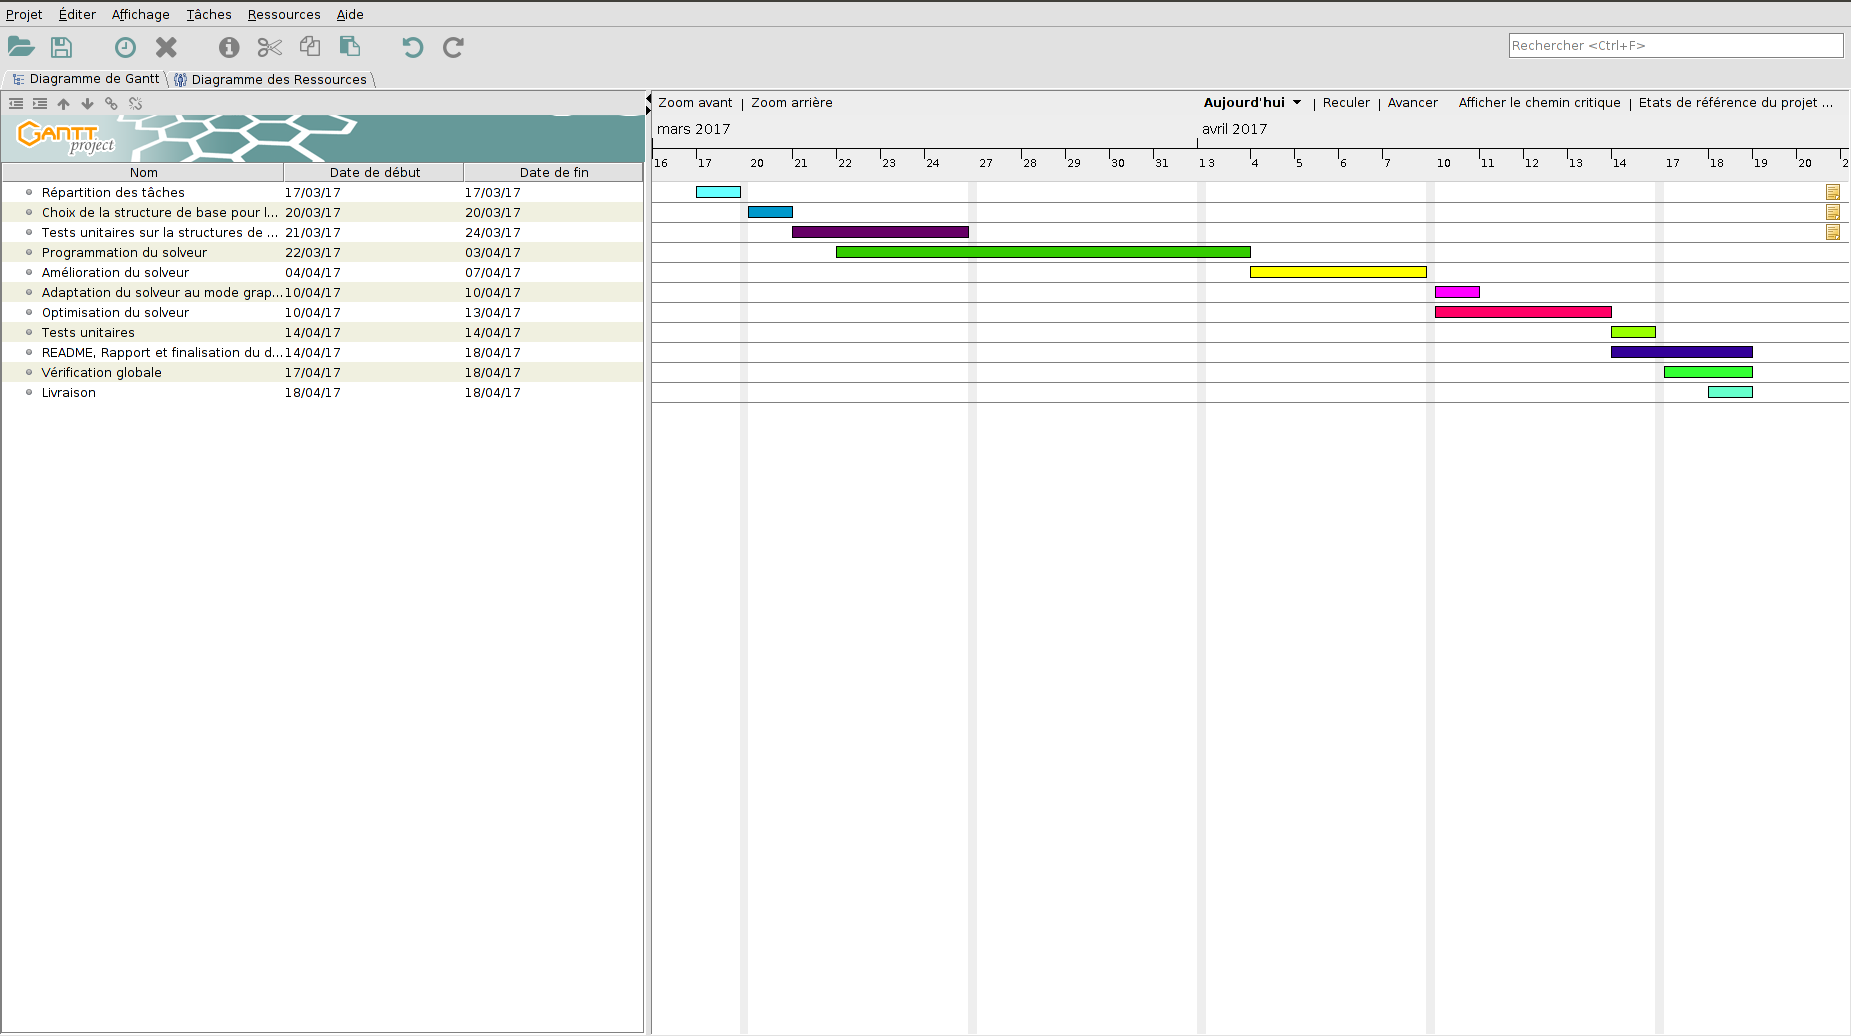 Projet Éditer Affichage Tâches Ressources Aide
Rechercher <Ctrl+F>
Diagramme de Gantt Diagramme des Ressources
Zoom avant | Zoom arrière Aujourd'hui | Reculer | Avancer Afficher le chemin critique | Etats de référence du projet ...
GANTT project
mars 2017 avril 2017
16 17 20 21 22 23 24 27 28 29 30 31 1 3 4 5 6 7 10 11 12 13 14 17 18 19 20 2
Nom Date de début Date de fin
Répartition des tâches 17/03/17 17/03/17
Choix de la structure de base pour l... 20/03/17 20/03/17
Tests unitaires sur la structures de ... 21/03/17 24/03/17
Programmation du solveur 22/03/17 03/04/17
Amélioration du solveur 04/04/17 07/04/17
Adaptation du solveur au mode grap... 10/04/17 10/04/17
Optimisation du solveur 10/04/17 13/04/17
Tests unitaires 14/04/17 14/04/17
README, Rapport et finalisation du d... 14/04/17 18/04/17
Vérification globale 17/04/17 18/04/17
Livraison 18/04/17 18/04/17